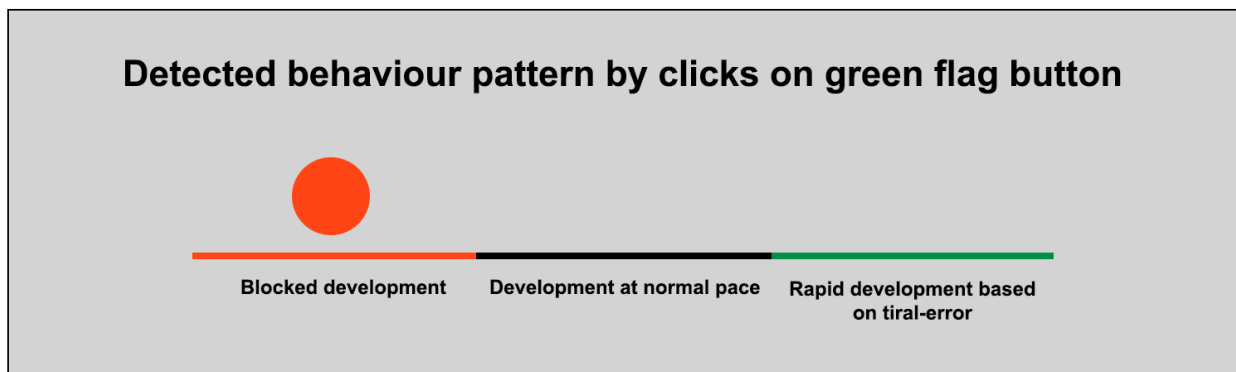 Detected behaviour pattern by clicks on green flag button
Blocked development
Development at normal pace
Rapid development based
on tiral-error